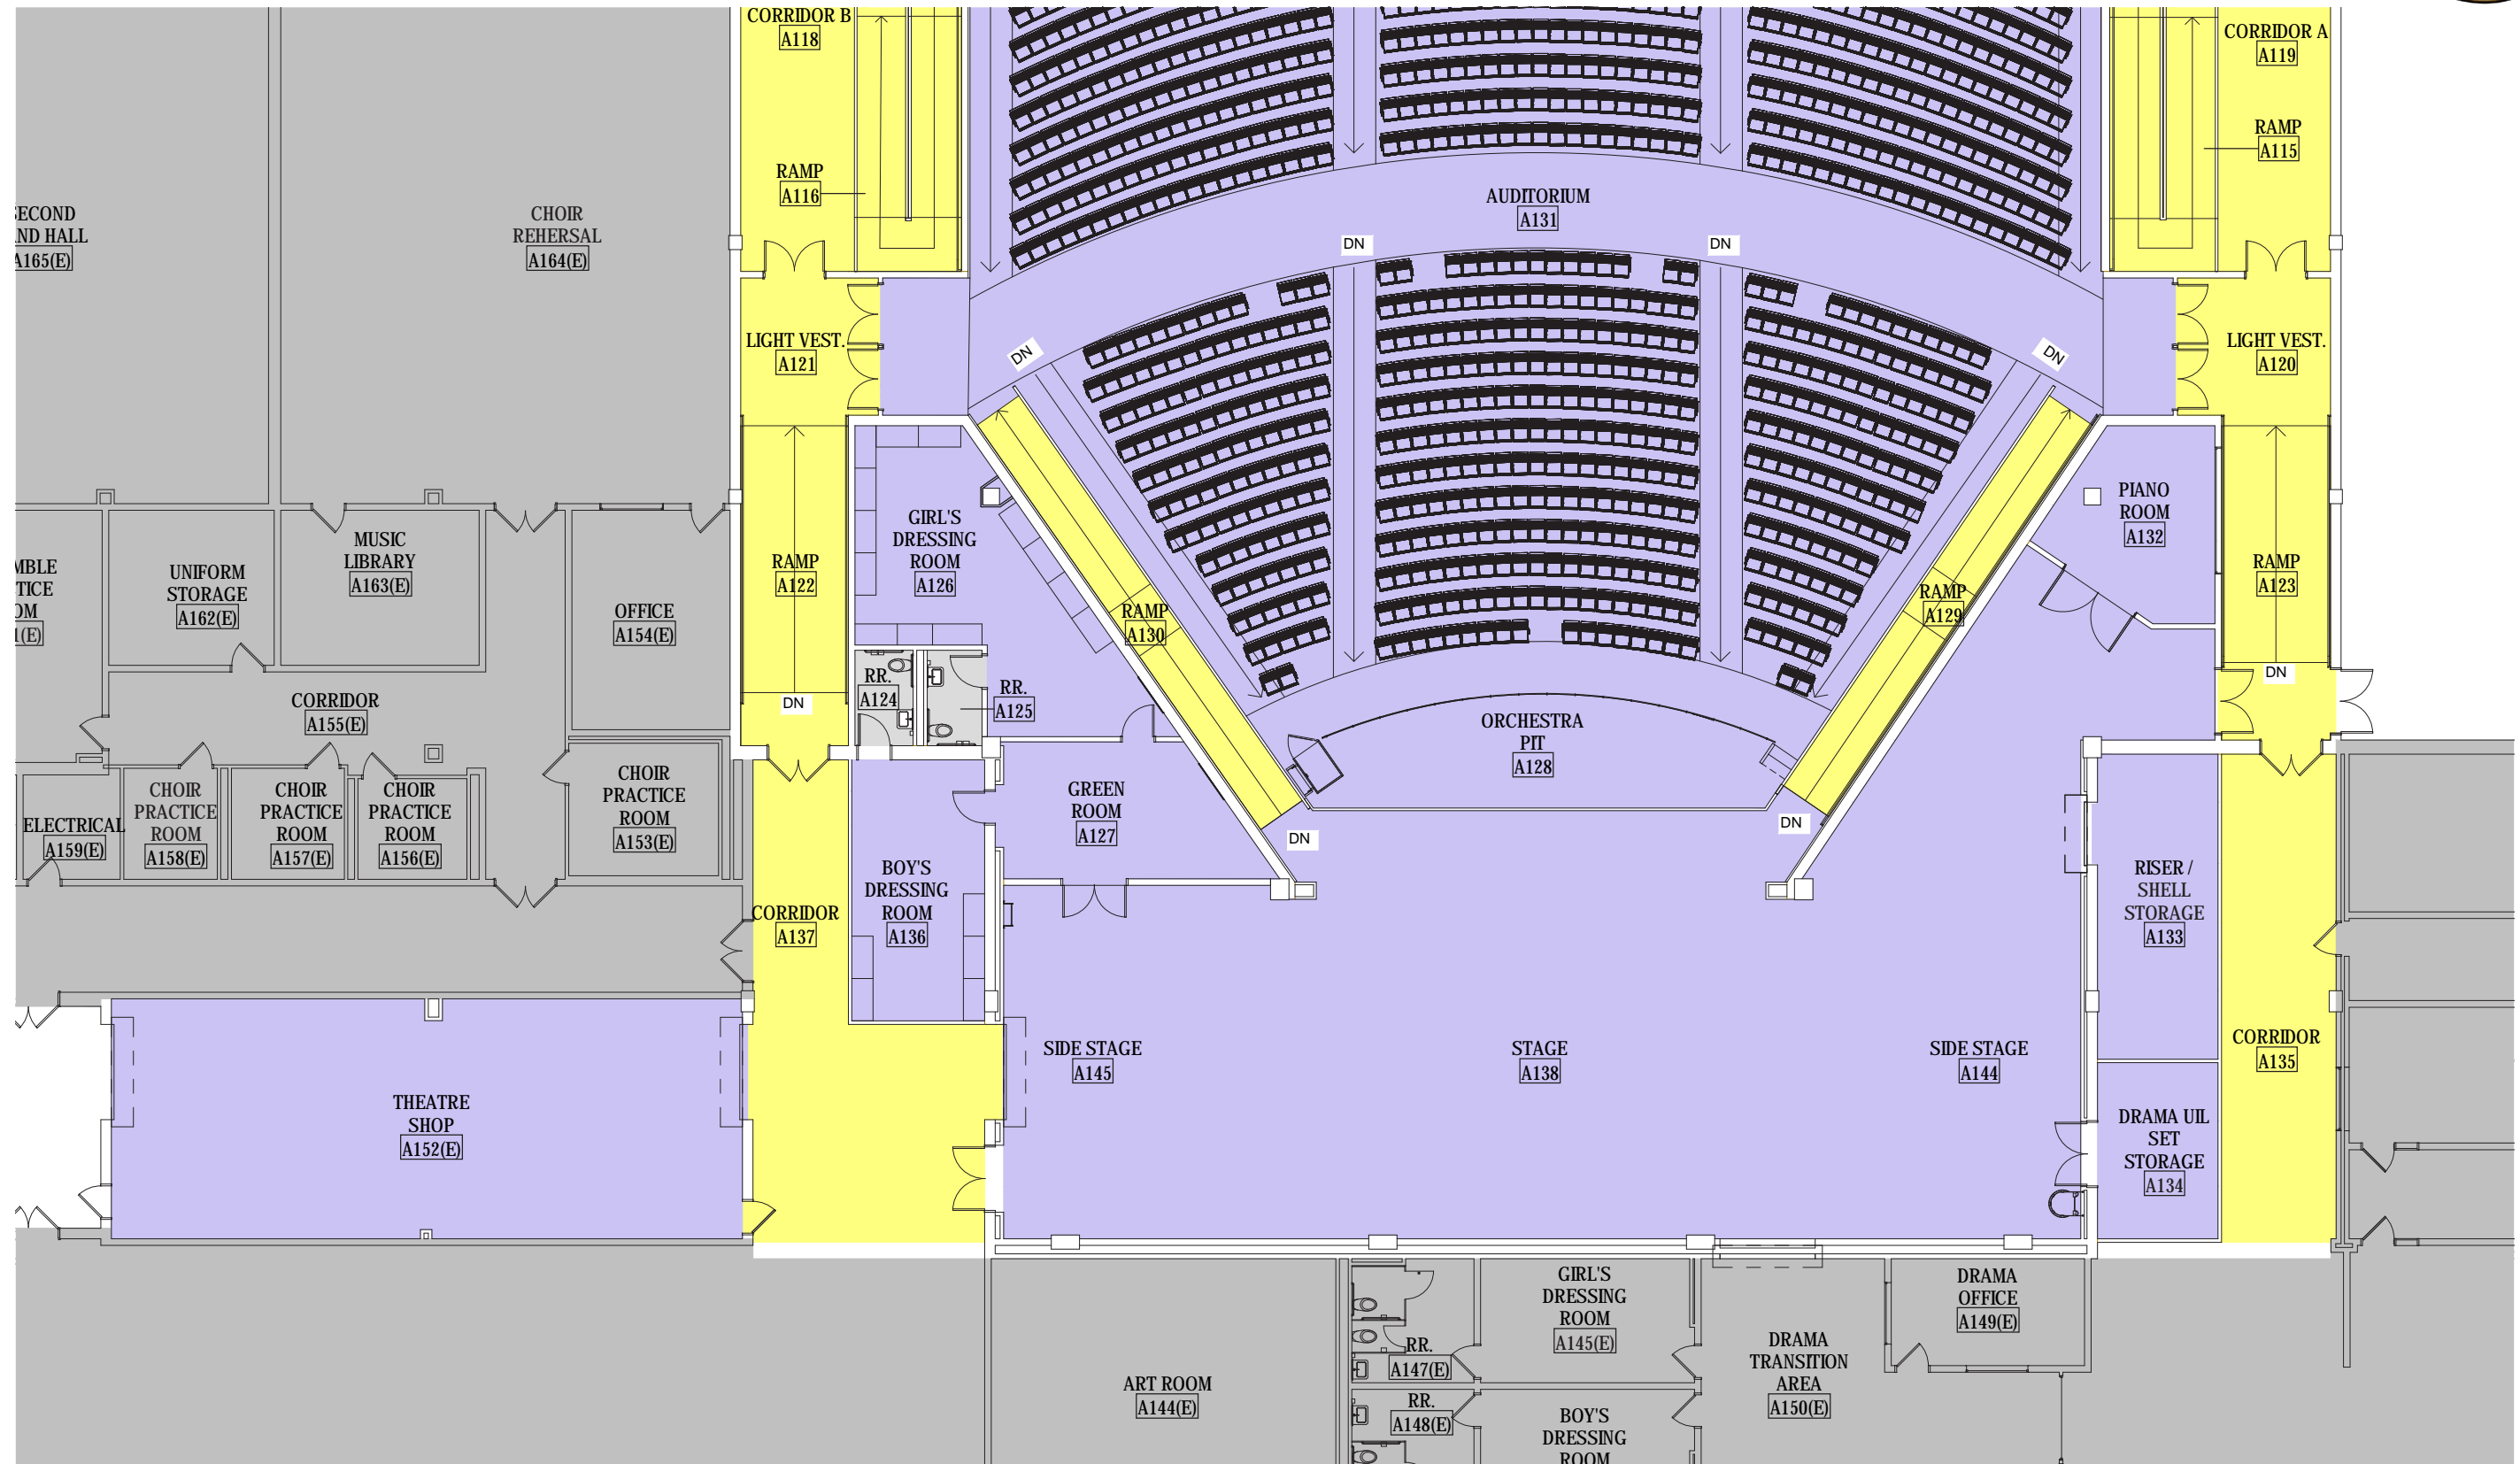 CORRIDOR B
A118
CORRIDOR A
A119
RAMP
A116
RAMP
A115
AUDITORIUM
A131
SECOND
AND HALL
A165(E)
CHOIR
REHERSAL
A164(E)
DN
DN
LIGHT VEST.
A121
DN
DN
LIGHT VEST.
A120
PIANO
ROOM
A132
GIRL'S
DRESSING
ROOM
A126
MUSIC
LIBRARY
A163(E)
UNIFORM
STORAGE
A162(E)
MBLE
TICE
OM
1(E)
RAMP
A122
RAMP
A123
OFFICE
A154(E)
RAMP
A130
RAMP
A129
RR.
A124
RR.
A125
CORRIDOR
A155(E)
DN
DN
ORCHESTRA
PIT
A128
CHOIR
PRACTICE
ROOM
A153(E)
CHOIR
PRACTICE
ROOM
A158(E)
CHOIR
PRACTICE
ROOM
A157(E)
CHOIR
PRACTICE
ROOM
A156(E)
ELECTRICAL
A159(E)
GREEN
ROOM
A127
DN
DN
BOY'S
DRESSING
ROOM
A136
CORRIDOR
A137
RISER /
SHELL
STORAGE
A133
SIDE STAGE
A145
STAGE
A138
SIDE STAGE
A144
CORRIDOR
A135
THEATRE
SHOP
A152(E)
DRAMA UIL
SET
STORAGE
A134
GIRL'S
DRESSING
ROOM
A145(E)
DRAMA
OFFICE
A149(E)
RR.
A147(E)
DRAMA
TRANSITION
AREA
A150(E)
ART ROOM
A144(E)
RR.
A148(E)
BOY'S
DRESSING
ROOM